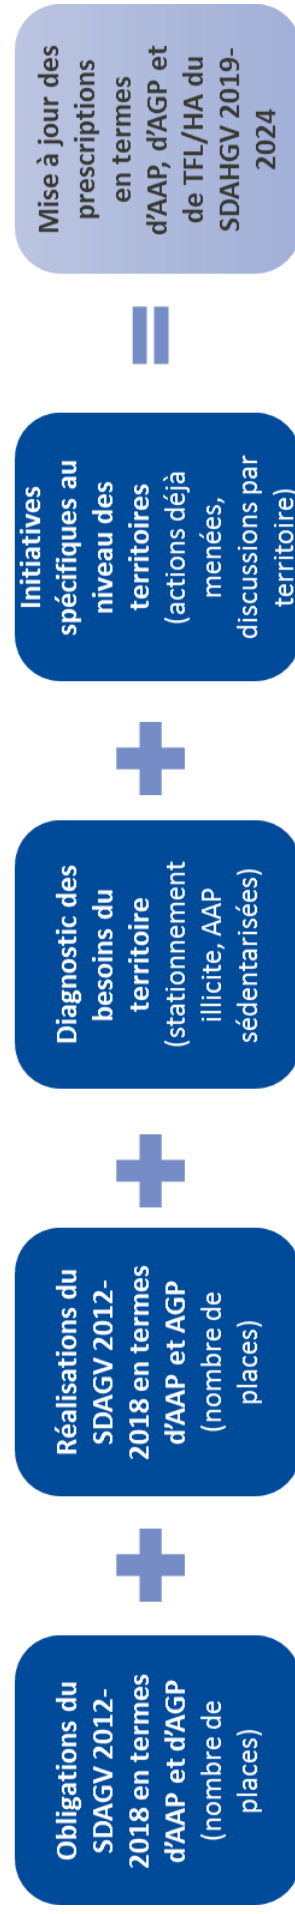 Obligations du
SDAGV 2012-
2018 en termes
d'AAP et d'AGP
(nombre de
places)
Réalisations du
SDAGV 2012-
2018 en termes
d'AAP et AGP
(nombre de
places)
Diagnostic des
besoins du
territoire
(stationnement
illicite, AAP
sédentarisées)
Initiatives
spécifiques au
niveau des
territoires
(actions déjà
menées,
discussions par
territoire)
Mise à jour des
prescriptions
en termes
d'AAP, d'AGP et
de TFL/HA du
SDAHGV 2019-
2024